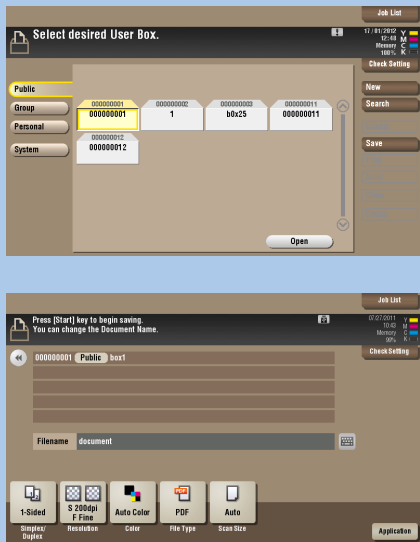 Job List
Select desired User Box.
17/01/2012
12:43
Memory
100%
Y
M
C
K
Check Setting
Public
Group
Personal
System
000000001
000000001
000000002
1
000000003
b0x25
000000011
000000011
000000012
000000012
New
Search
Save
Open
Job List
Press [Start] key to begin saving.
You can change the Document Name.
07/27/2011
10:43
Memory
99%
Y
M
C
K
Check Setting
000000001 Public box1
Filename document
1-Sided
S 200dpi
F Fine
Auto Color
PDF
PDF
Auto
Simplex/
Duplex
Resolution
Color
File Type
Scan Size
Application